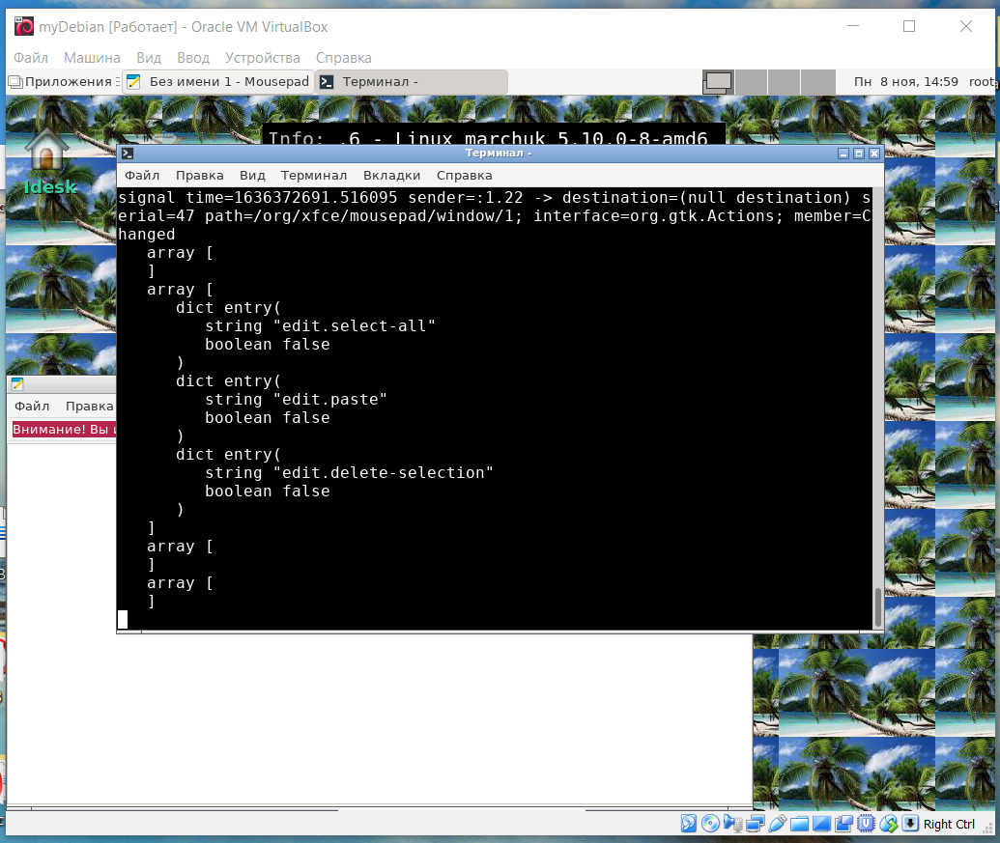 myDebian [Работает] - Oracle VM VirtualBox
Файл Машина Вид Ввод Устройства Справка
Приложения Без имени 1 - Mousepad Терминал - Пн 8 ноя, 14:59 root
Info: .6 - Linux marchuk 5.10.0-8-amd6
Idesk
Терминал -
Файл Правка Вид Терминал Вкладки Справка
signal time=1636372691.516095 sender=:1.22 -> destination=(null destination) s
erial=47 path=/org/xfce/mousepad/window/1; interface=org.gtk.Actions; member=C
hanged
   array [
   ]
   array [
      dict entry(
         string "edit.select-all"
         boolean false
      )
      dict entry(
         string "edit.paste"
         boolean false
      )
      dict entry(
         string "edit.delete-selection"
         boolean false
      )
   ]
   array [
   ]
   array [
   ]
Файл Правка
Внимание! Вы
Right Ctrl